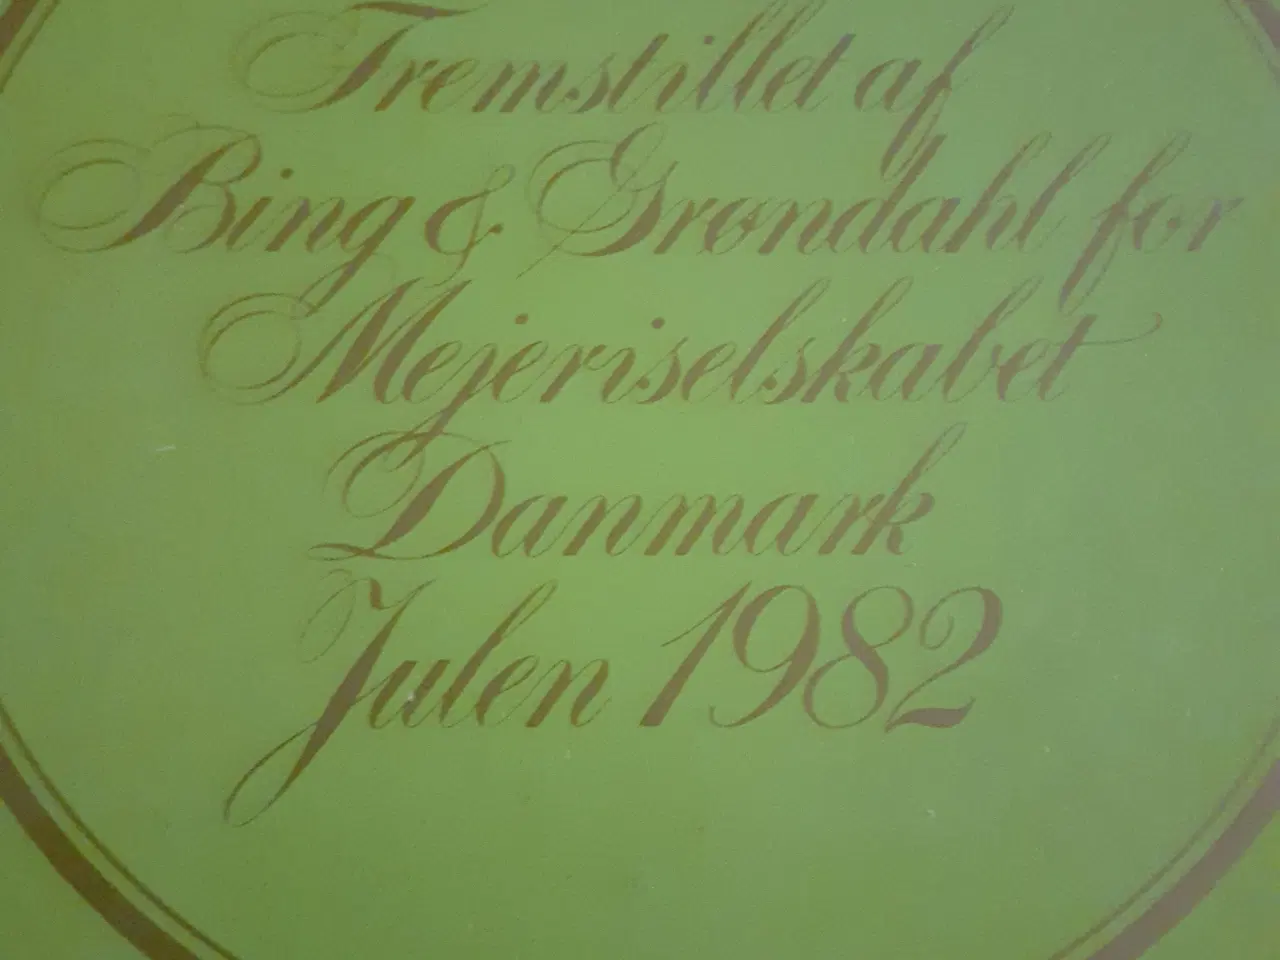 Fremstillet af
Bing & Grøndahl for
Mejeriselskabet
Danmark
Julen 1982